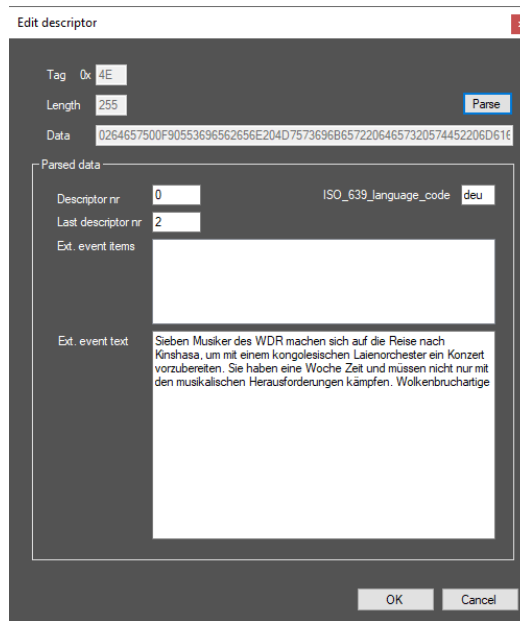 Edit descriptor
Tag 0x 4E
Length 255 Parse
Data 0264657500F90553696562656E204D7573696B65722064657320574452206D616
Parsed data
Descriptor nr 0 ISO_639_language_code deu
Last descriptor nr 2
Ext. event items
Ext. event text Sieben Musiker des WDR machen sich auf die Reise nach
Kinshasa, um mit einem kongolesischen Laienorchester ein Konzert
vorzubereiten. Sie haben eine Woche Zeit und müssen nicht nur mit
den musikalischen Herausforderungen kämpfen. Wolkenbruchartige
OK Cancel